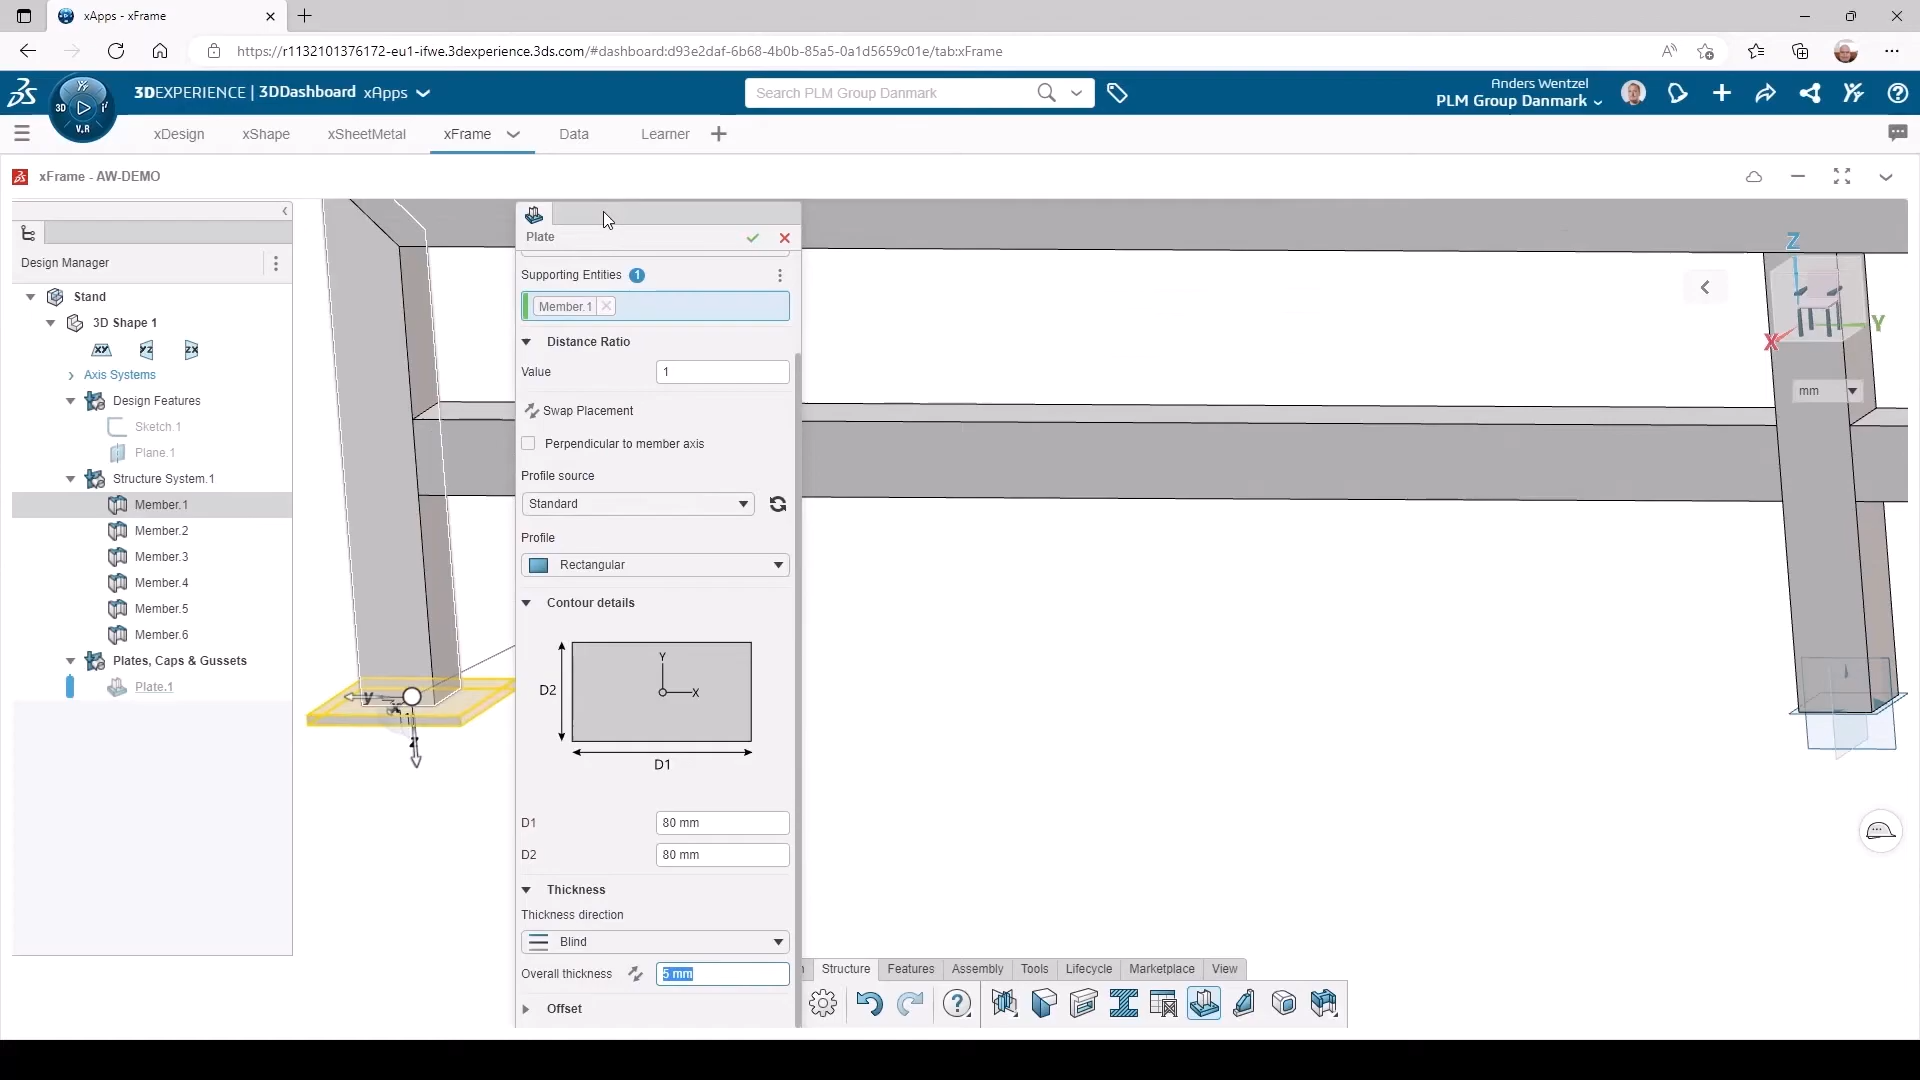 xApps - xFrame
https://r1132101376172-eu1-ifwe.3dexperience.3ds.com/#dashboard:d93e2daf-6b68-4b0b-85a5-0a1d5659c01e/tab:xFrame
3D
V.R
3DEXPERIENCE | 3DDashboard xApps
Search PLM Group Danmark
Anders Wentzel
PLM Group Danmark
xDesign
xShape
xSheetMetal
xFrame
Data
Learner
xFrame - AW-DEMO
Design Manager
Stand
3D Shape 1
XY
YZ
ZX
Axis Systems
Design Features
Sketch.1
Plane.1
Structure System.1
Member.1
Member.2
Member.3
Member.4
Member.5
Member.6
Plates, Caps & Gussets
Plate.1
Plate
Supporting Entities 1
Member.1
Distance Ratio
Value 1
Swap Placement
Perpendicular to member axis
Profile source
Standard
Profile
Rectangular
Contour details
Y
D2
X
D1
D1 80 mm
D2 80 mm
Thickness
Thickness direction
Blind
Overall thickness 5 mm
Offset
y
z
Z
Y
X
mm
Structure
Features
Assembly
Tools
Lifecycle
Marketplace
View